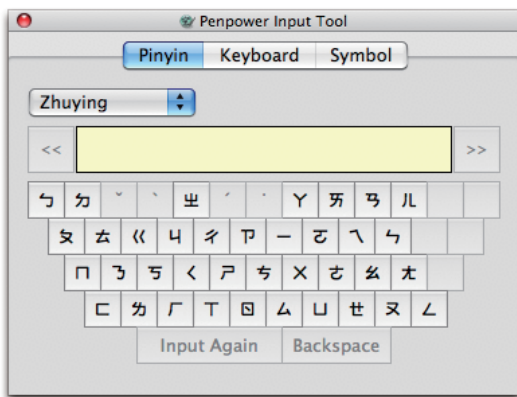 Penpower Input Tool
Pinyin Keyboard Symbol
Zhuying
<< >>
ㄅ ㄉ ˇ ˋ ㄓ ˊ ˙ ㄚ ㄞ ㄢ ㄦ
ㄆ ㄊ ㄍ ㄐ ㄔ ㄗ ㄧ ㄛ ㄟ ㄣ
ㄇ ㄋ ㄎ ㄑ ㄕ ㄘ ㄨ ㄜ ㄠ ㄤ
ㄈ ㄌ ㄏ ㄒ ㄖ ㄙ ㄩ ㄝ ㄡ ㄥ
Input Again Backspace